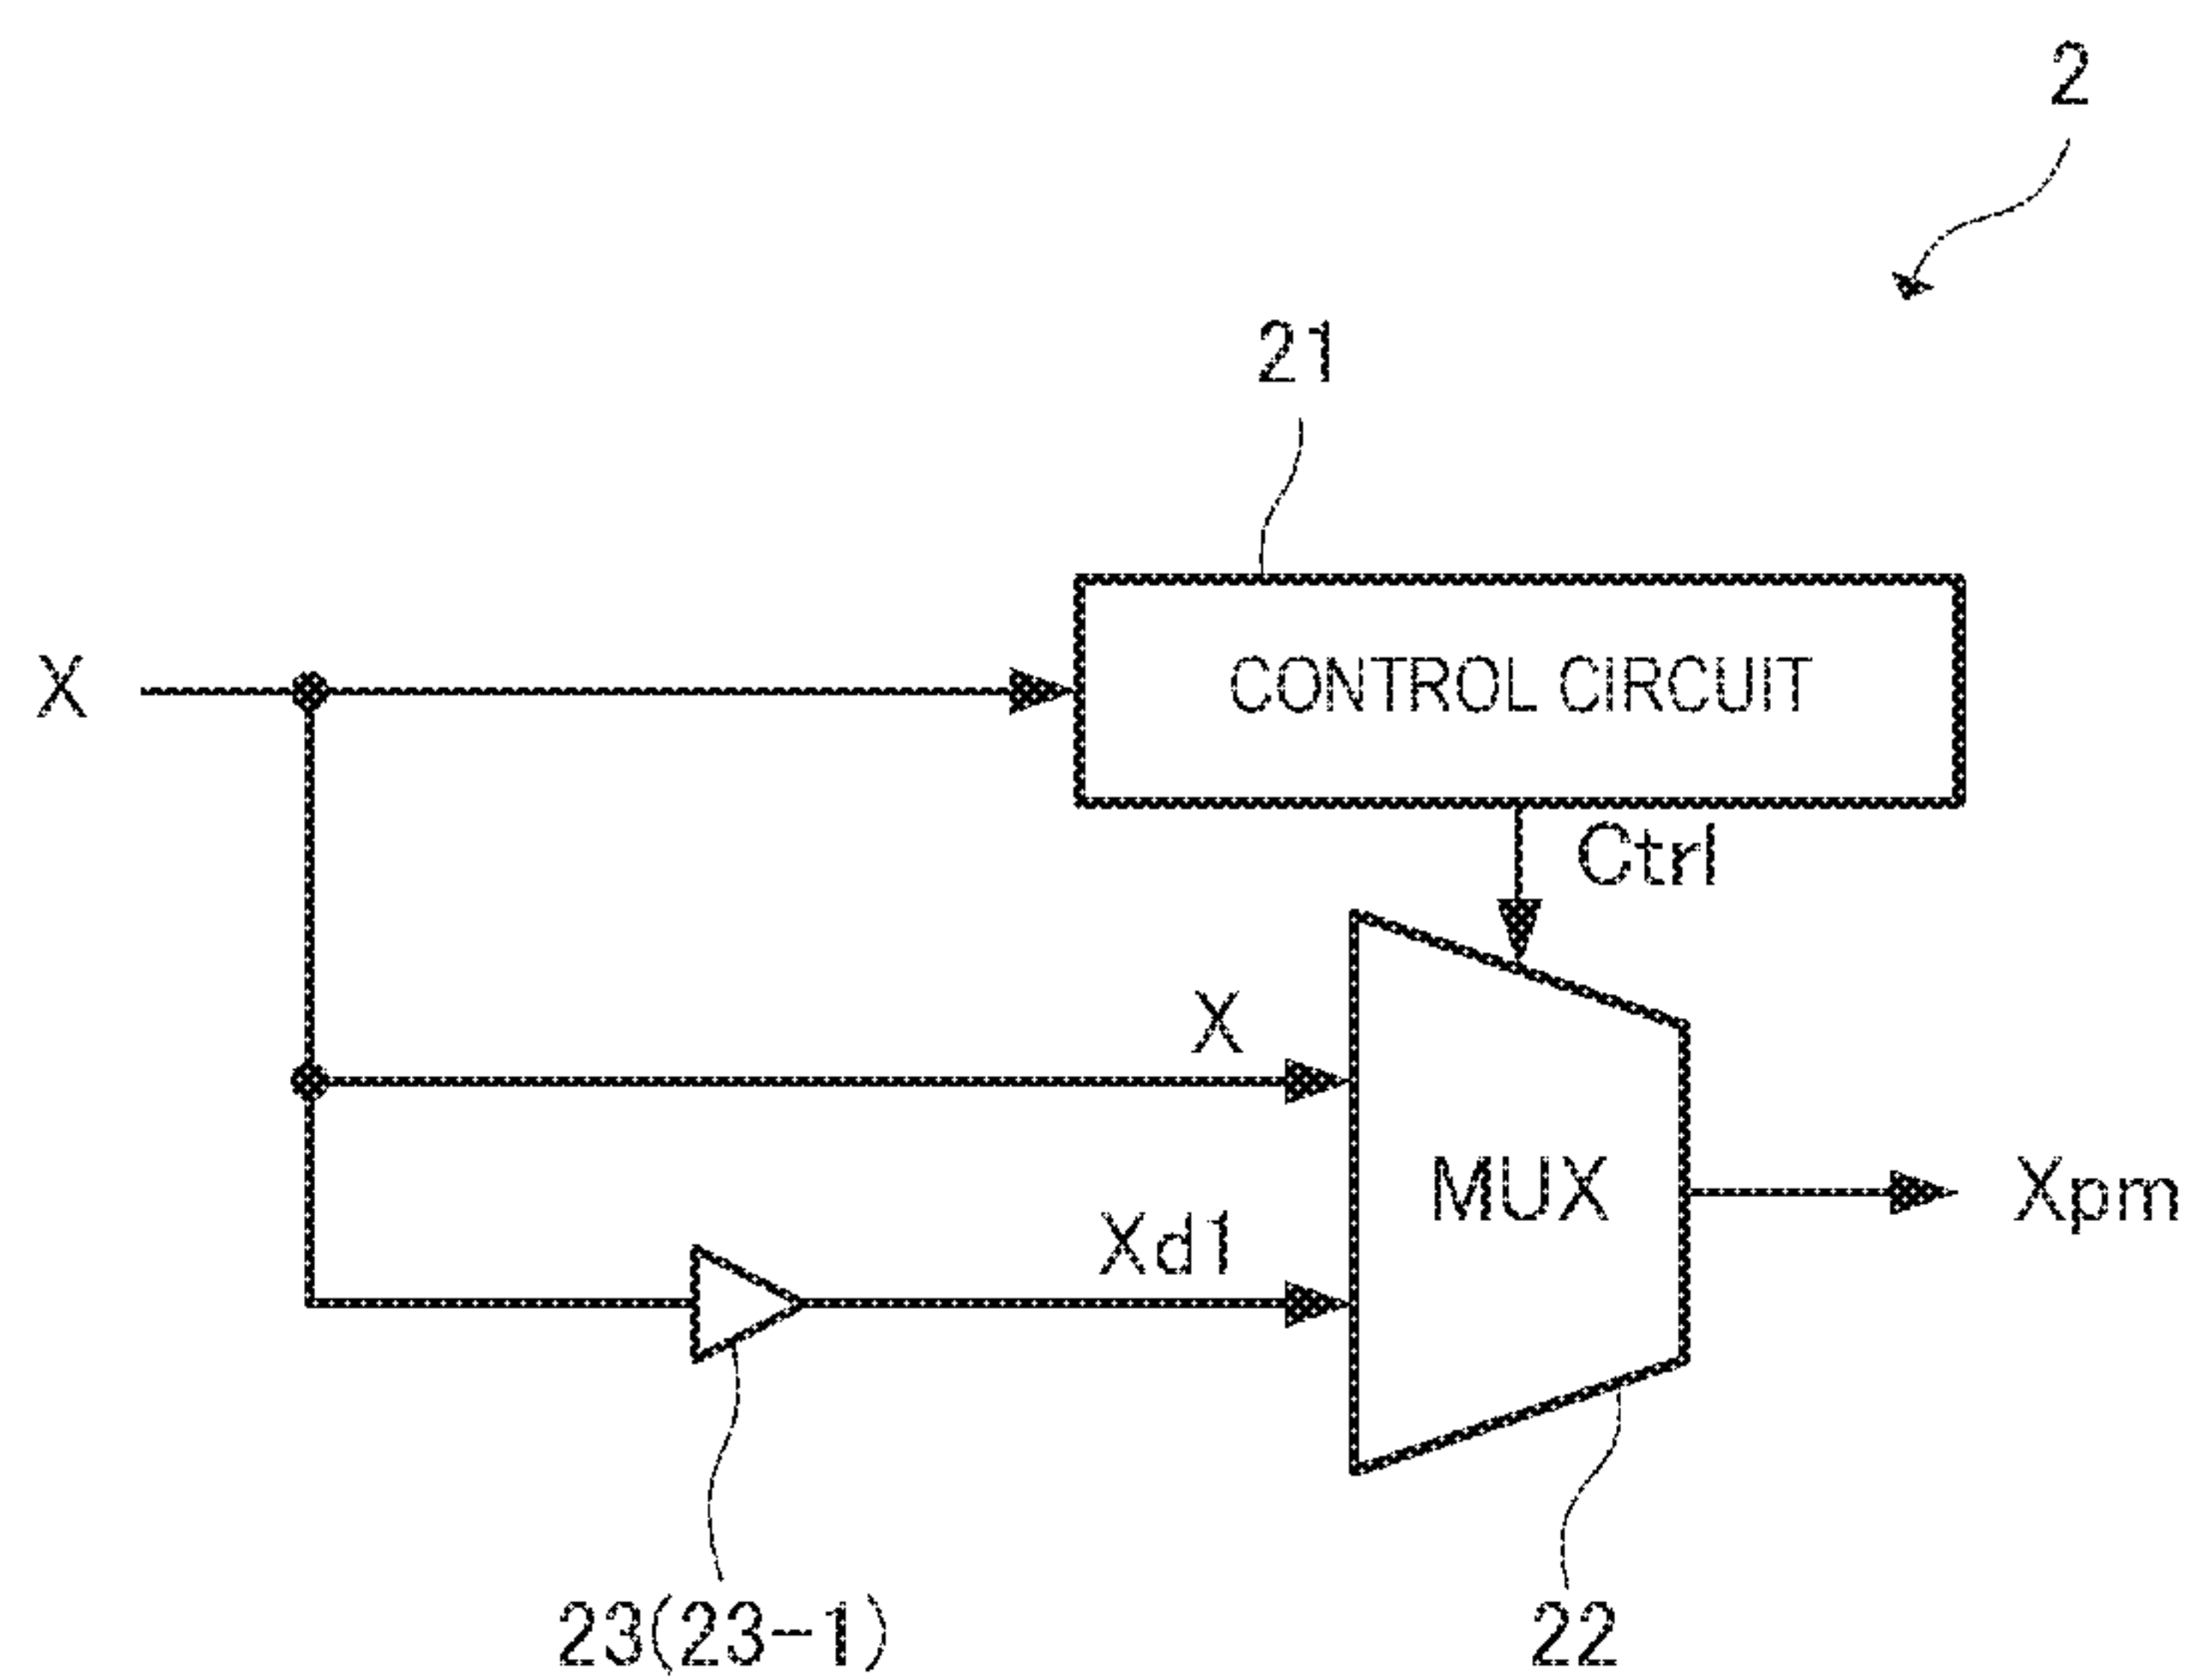 2
21
X
CONTROL CIRCUIT
Ctrl
X
MUX
Xpm
Xd1
23(23-1)
22